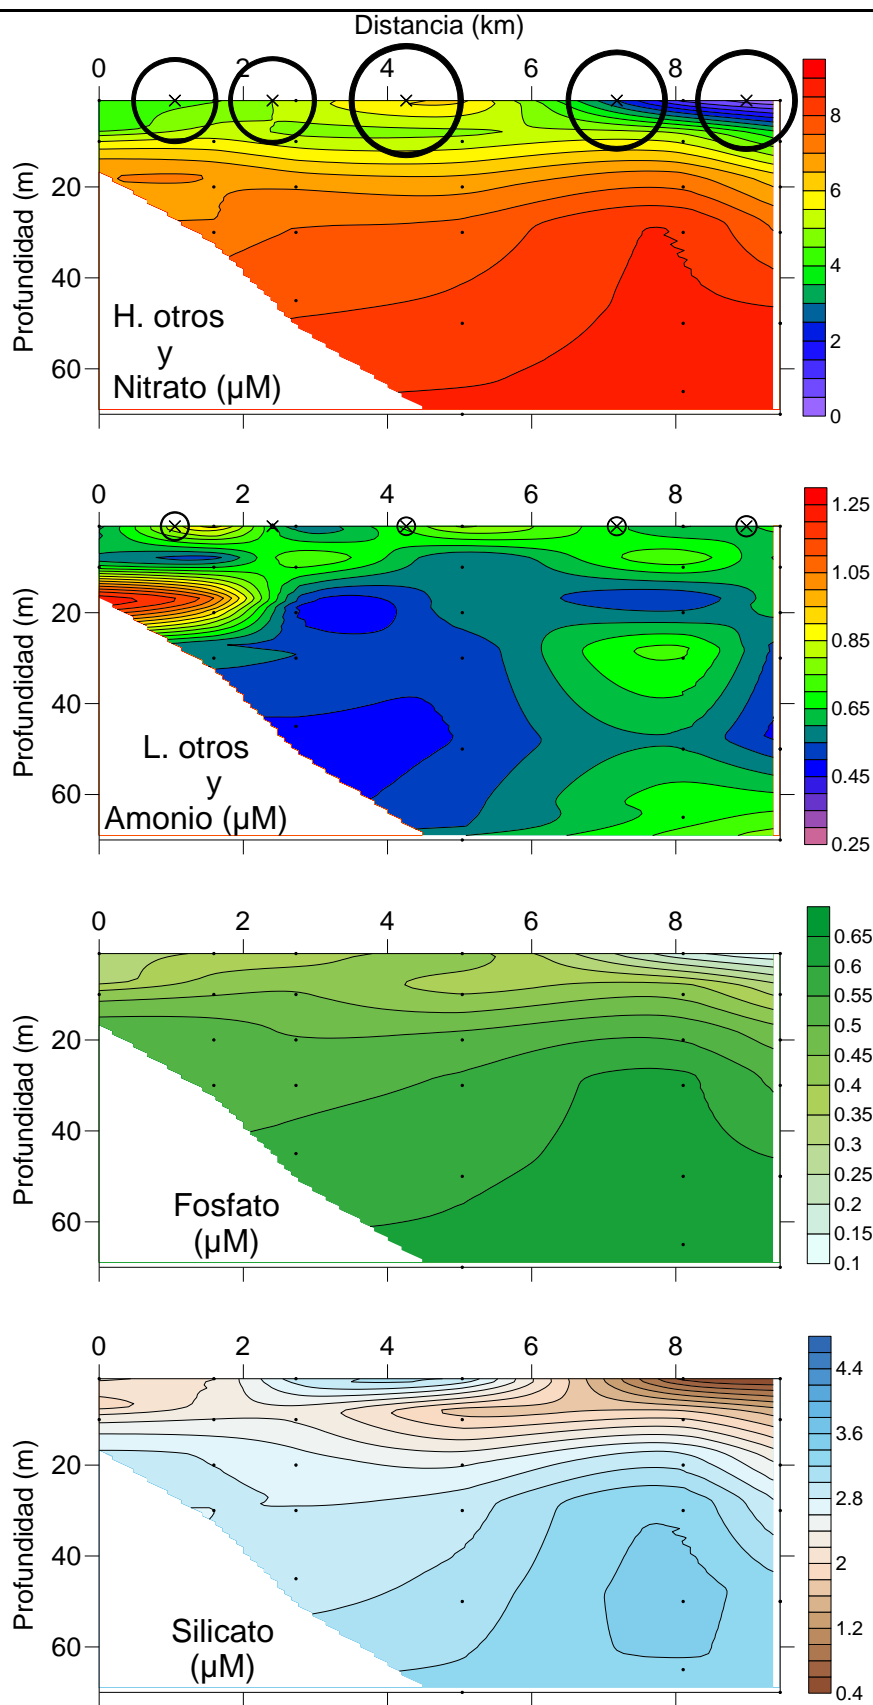 Distancia (km)
0 2 4 6 8
Profundidad (m)
20
40
60
H. otros
y
Nitrato (µM)
8
6
4
2
0
0 2 4 6 8
Profundidad (m)
20
40
60
L. otros
y
Amonio (µM)
1.25
1.05
0.85
0.65
0.45
0.25
0 2 4 6 8
Profundidad (m)
20
40
60
Fosfato
(µM)
0.65
0.6
0.55
0.5
0.45
0.4
0.35
0.3
0.25
0.2
0.15
0.1
0 2 4 6 8
Profundidad (m)
20
40
60
Silicato
(µM)
4.4
3.6
2.8
2
1.2
0.4